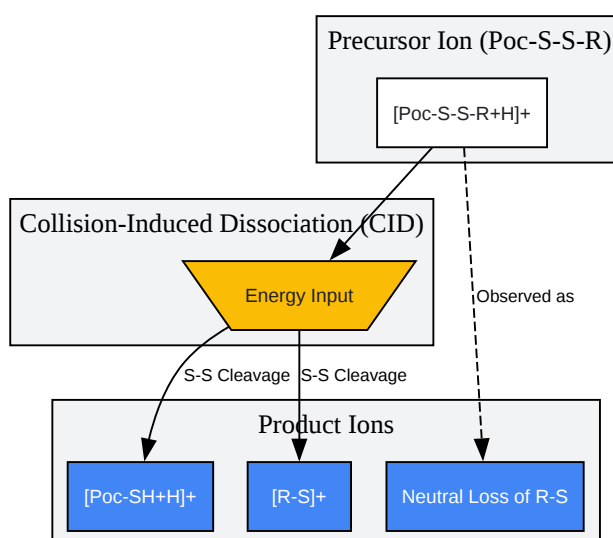 Precursor Ion (Poc-S-S-R)
[Poc-S-S-R+H]+
Collision-Induced Dissociation (CID)
Energy Input
Observed as
S-S Cleavage
S-S Cleavage
Product Ions
[Poc-SH+H]+
[R-S]+
Neutral Loss of R-S